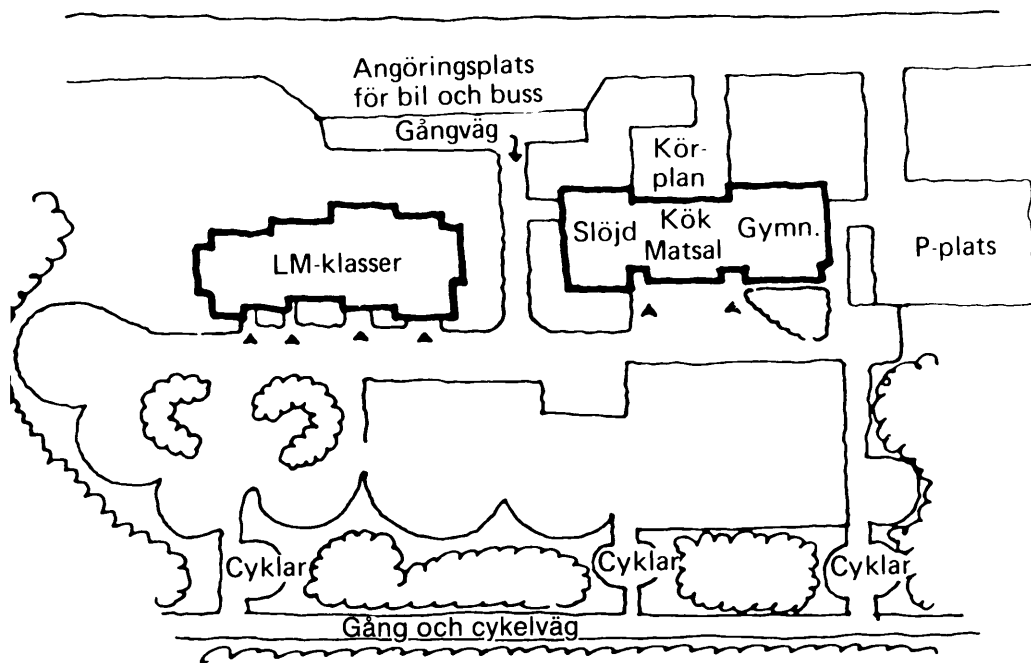 Angöringsplats
för bil och buss
Gångväg
Kör-
plan
Slöjd
Kök
Matsal
Gymn.
P-plats
LM-klasser
Cyklar
Cyklar
Cyklar
Gång och cykelväg